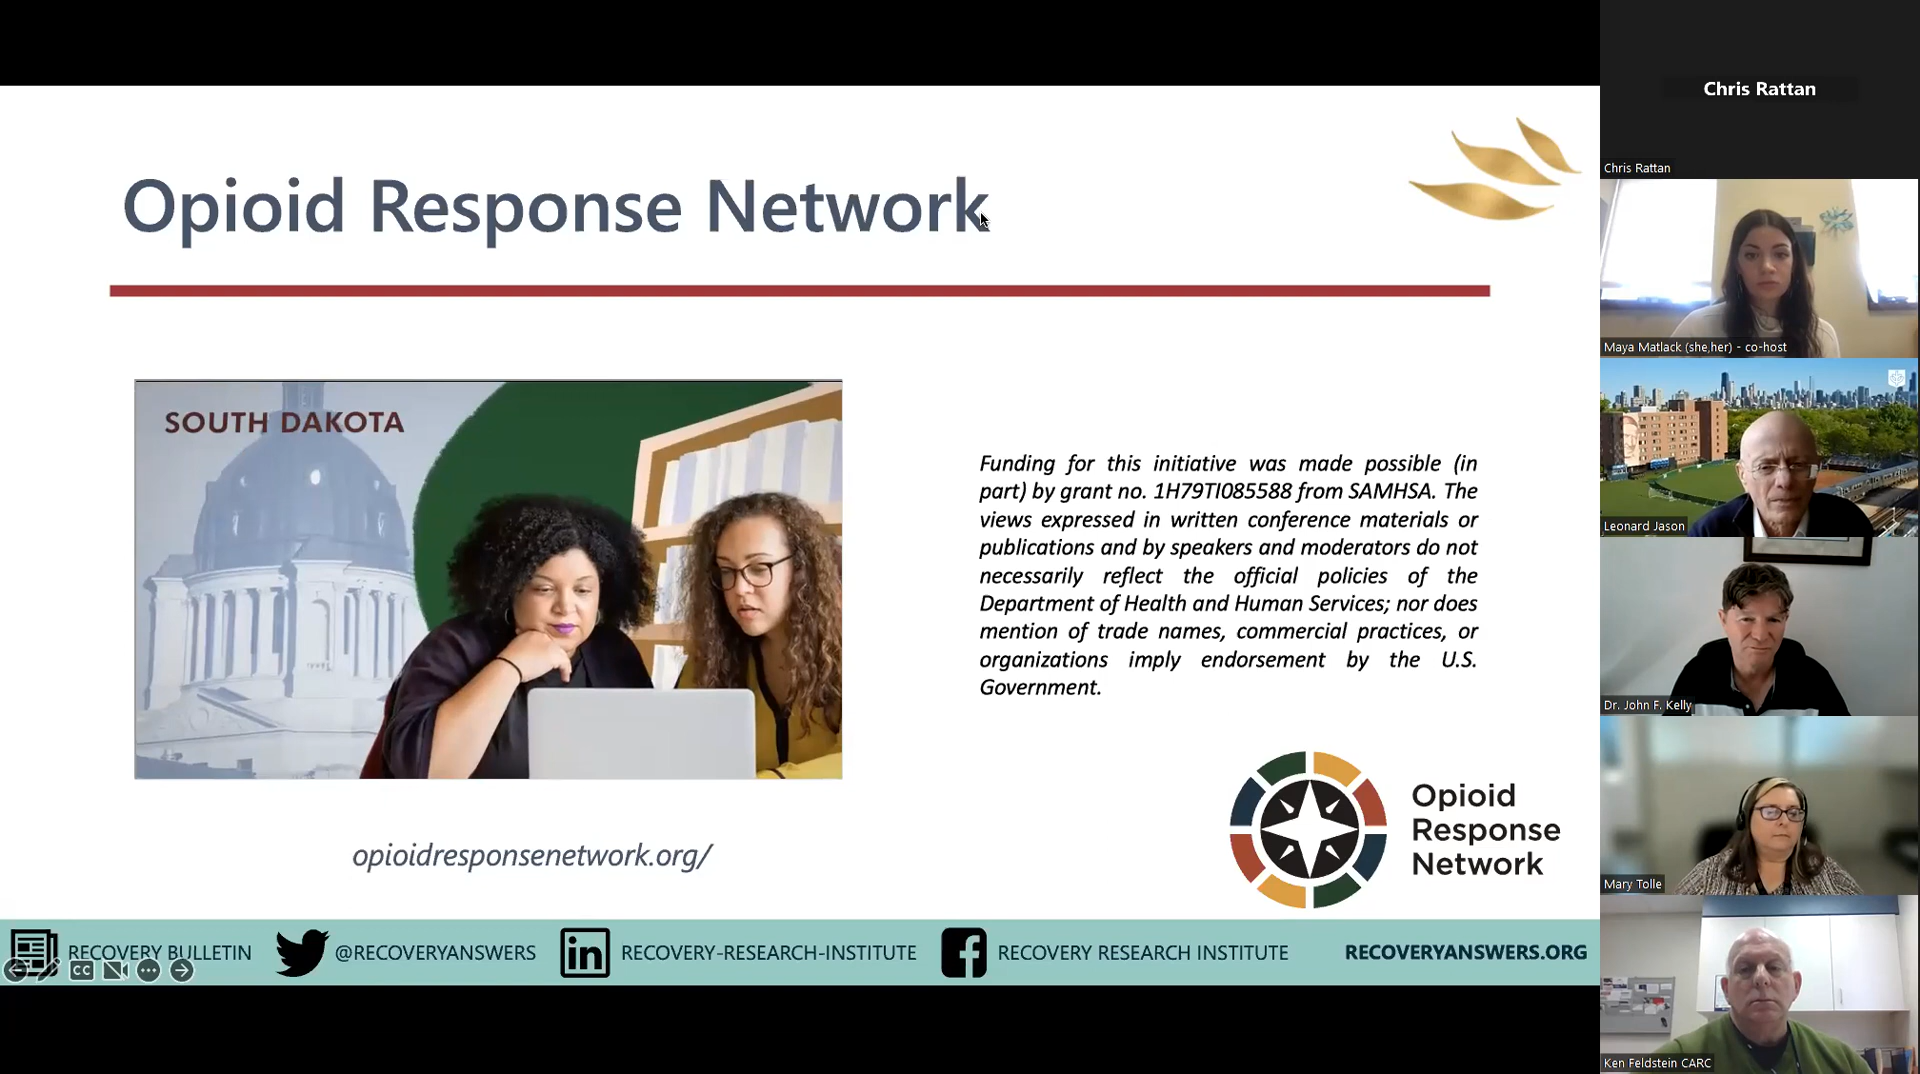 Opioid Response Network
SOUTH DAKOTA
Funding for this initiative was made possible (in
part) by grant no. 1H79TI085588 from SAMHSA. The
views expressed in written conference materials or
publications and by speakers and moderators do not
necessarily reflect the official policies of the
Department of Health and Human Services; nor does
mention of trade names, commercial practices, or
organizations imply endorsement by the U.S.
Government.
opioidresponsenetwork.org/
Opioid
Response
Network
RECOVERY BULLETIN
@RECOVERYANSWERS
RECOVERY-RESEARCH-INSTITUTE
RECOVERY RESEARCH INSTITUTE
RECOVERYANSWERS.ORG
CC
in
Chris Rattan
Chris Rattan
Maya Matlack (she,her) - co-host
Leonard Jason
Dr. John F. Kelly
Mary Tolle
Ken Feldstein CARC